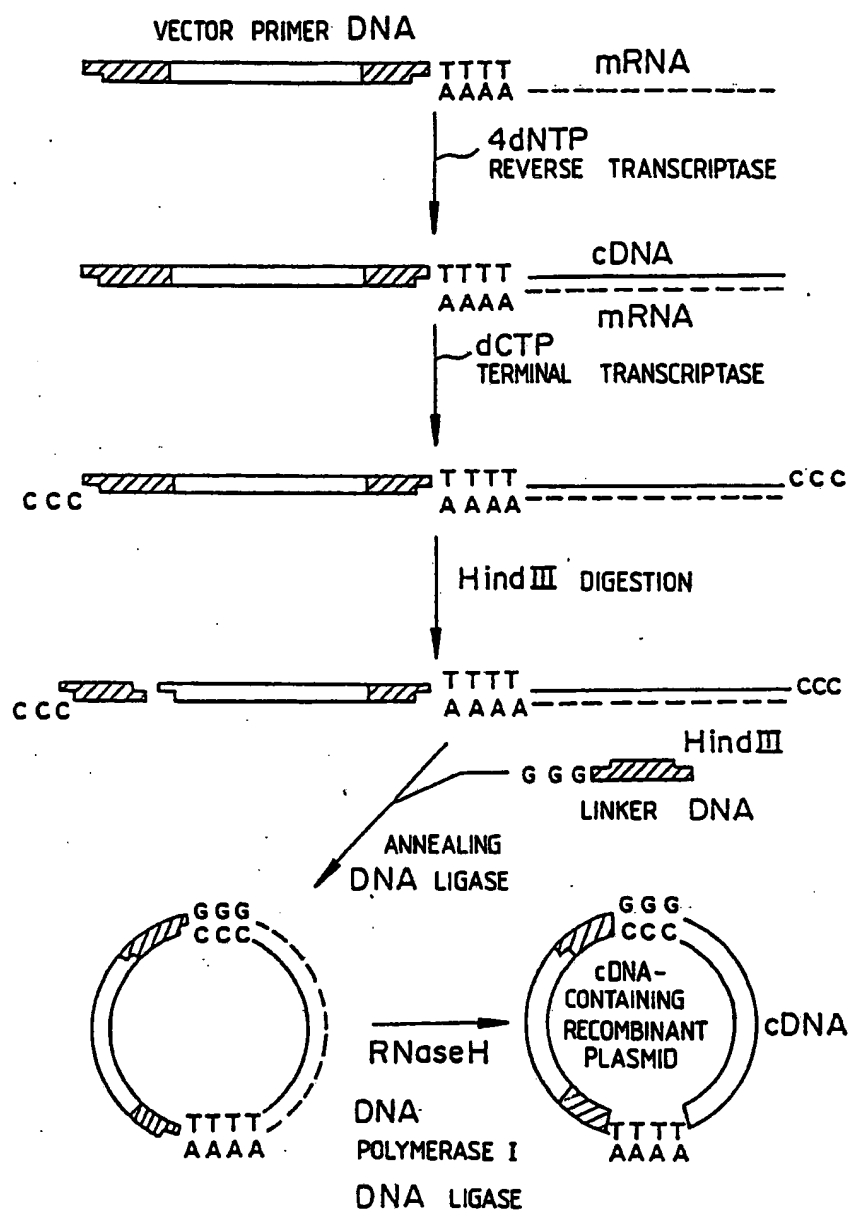 VECTOR PRIMER DNA
TTTT
mRNA
AAAA
4dNTP
REVERSE TRANSCRIPTASE
TTTT
cDNA
AAAA
mRNA
dCTP
TERMINAL TRANSCRIPTASE
TTTT
CCC
CCC
AAAA
HindIII DIGESTION
TTTT
CCC
CCC
AAAA
HindIII
GGG
LINKER DNA
ANNEALING
DNA LIGASE
GGG
CCC
TTTT
AAAA
RNaseH
DNA
POLYMERASE I
DNA LIGASE
GGG
CCC
cDNA-
CONTAINING
RECOMBINANT
PLASMID
cDNA
TTTT
AAAA